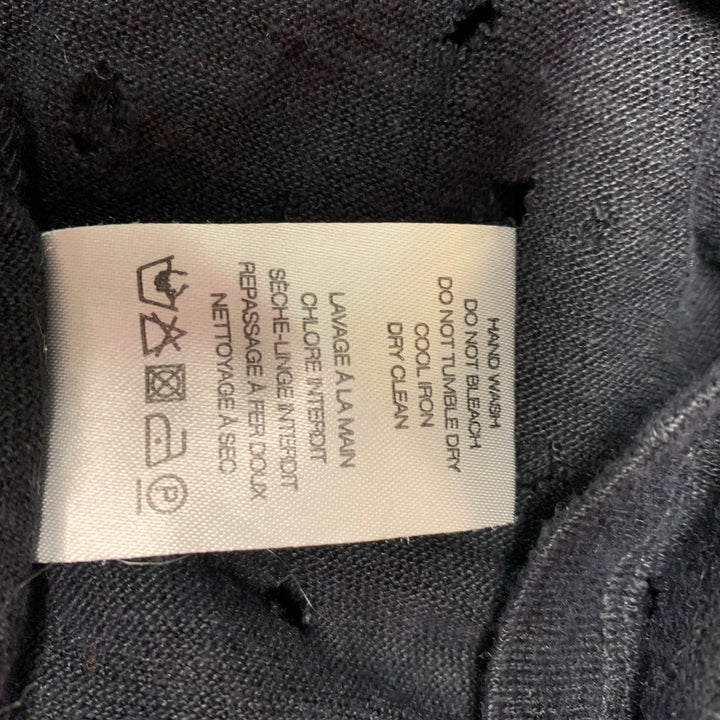 HAND WASH
DO NOT BLEACH
DO NOT TUMBLE DRY
COOL IRON
DRY CLEAN
LAVAGE À LA MAIN
CHLORE INTERDIT
SÈCHE-LINGE INTERDIT
REPASSAGE À FER DOUX
NETTOYAGE À SEC
P